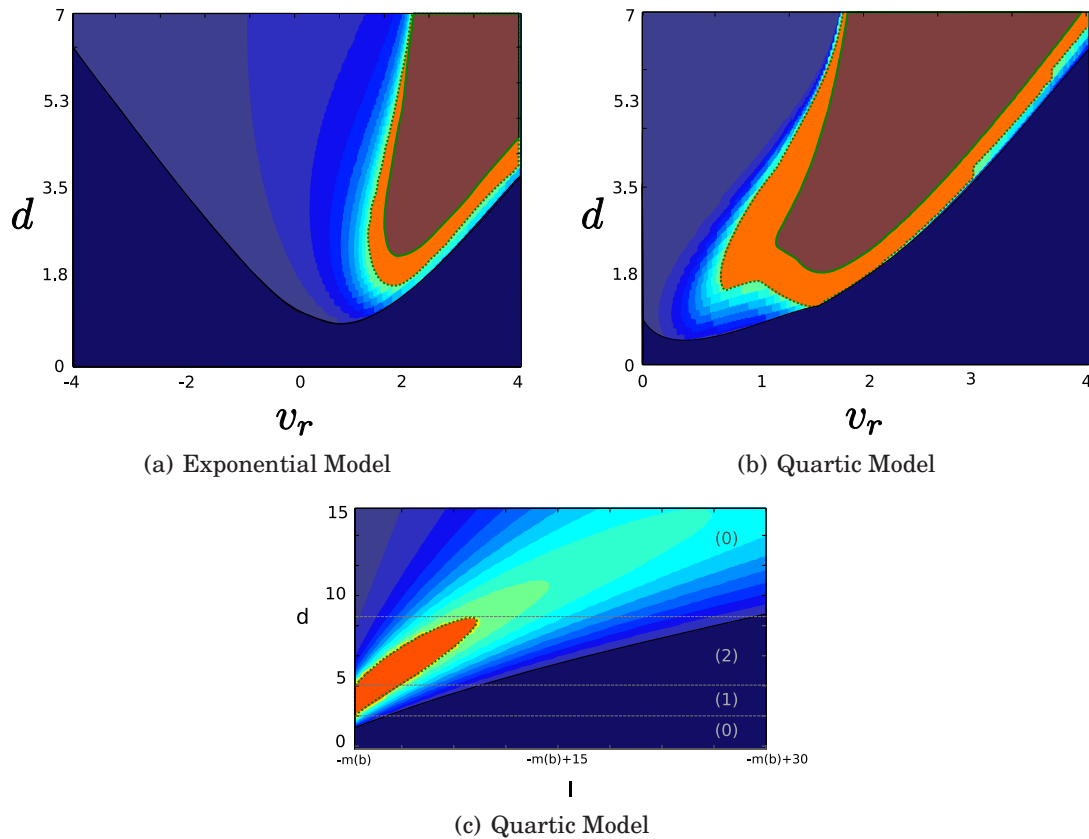 7
5.3
3.5
1.8
0
d
-4
-2
0
2
4
v_r
(a) Exponential Model
7
5.3
3.5
1.8
0
d
0
1
2
3
4
v_r
(b) Quartic Model
15
10
5
0
d
(0)
(2)
(1)
(0)
-m(b)
-m(b)+15
-m(b)+30
I
(c) Quartic Model